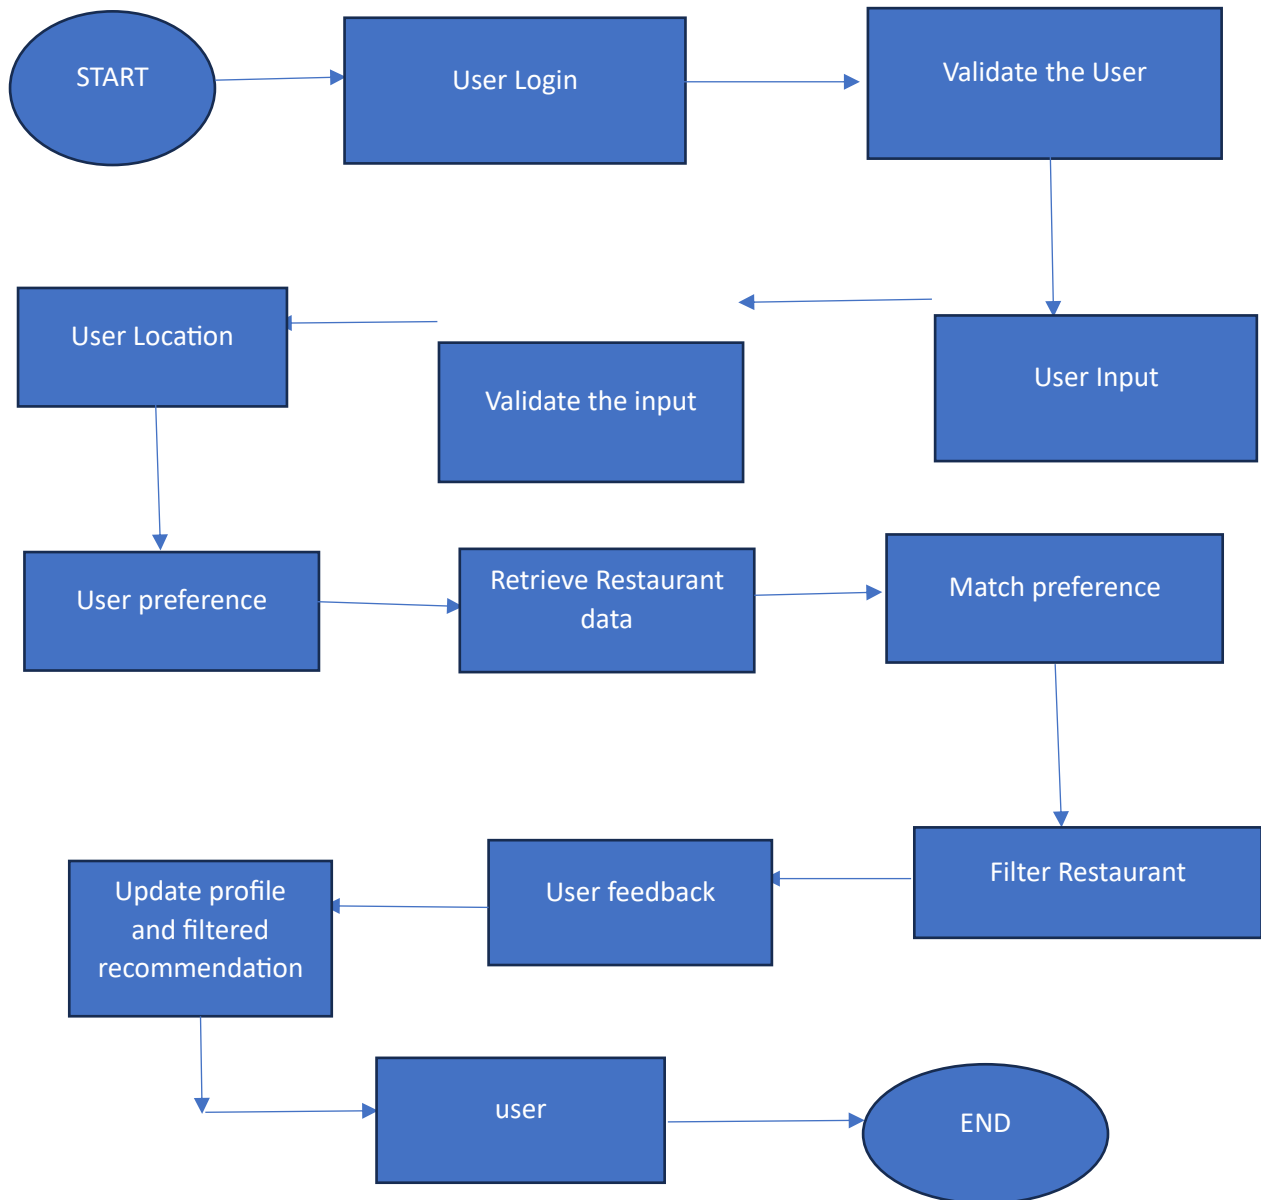 START
User Login
Validate the User
User Location
Validate the input
User Input
User preference
Retrieve Restaurant
data
Match preference
Update profile
and filtered
recommendation
User feedback
Filter Restaurant
user
END